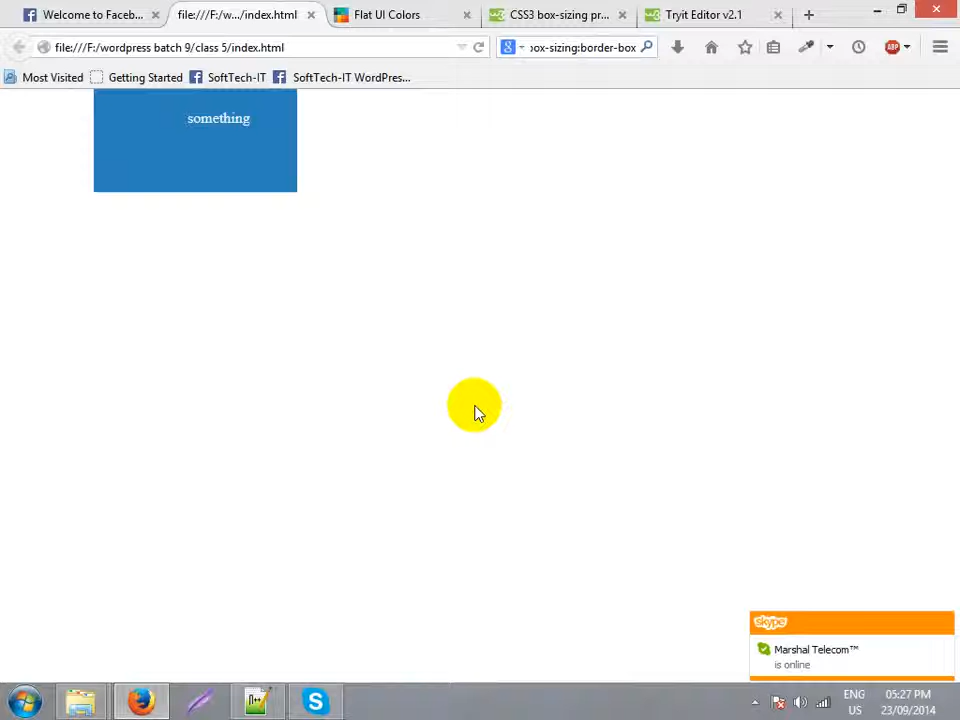 Welcome to Faceb...
file:///F:/w.../index.html
Flat UI Colors
CSS3 box-sizing pr...
Tryit Editor v2.1
file:///F:/wordpress batch 9/class 5/index.html
box-sizing:border-box
ABP
Most Visited
Getting Started
SoftTech-IT
SoftTech-IT WordPres...
something
skype
Marshal Telecom™
is online
ENG
US
05:27 PM
23/09/2014